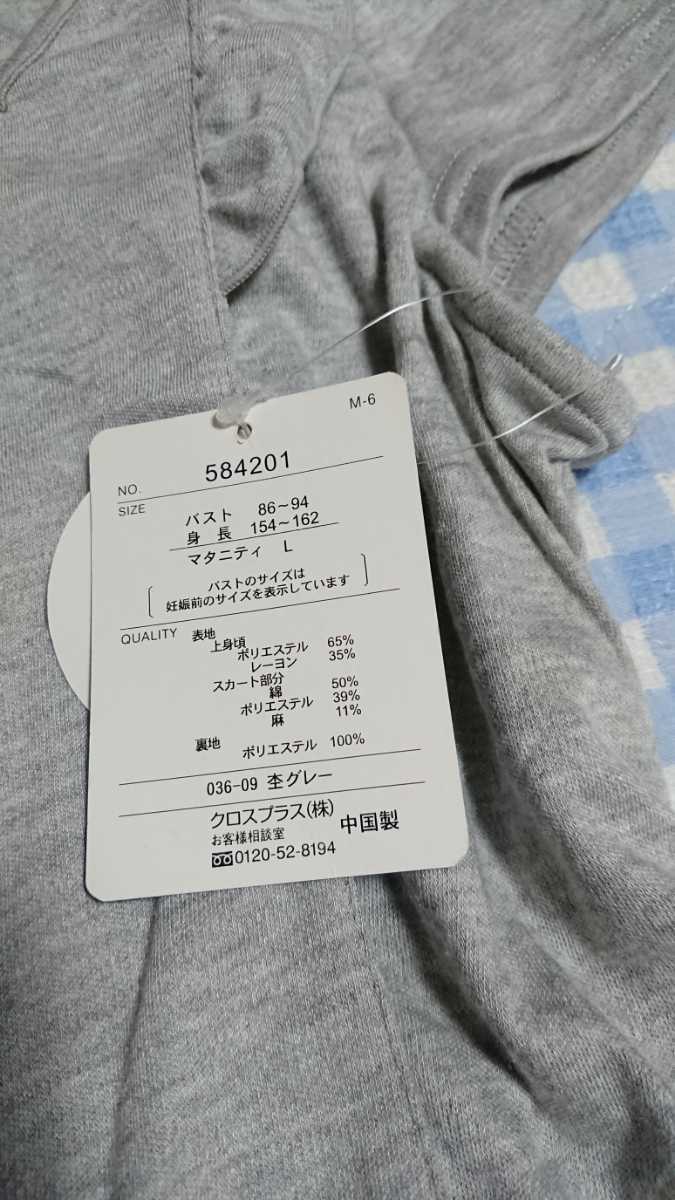 M-6
NO. 584201
SIZE
バスト 86~94
身長 154~162
マタニティ L
バストのサイズは
妊娠前のサイズを表示しています
QUALITY 表地
上身頃
ポリエステル 65%
レーヨン 35%
スカート部分
綿 50%
ポリエステル 39%
麻 11%
裏地 ポリエステル 100%
036-09 杢グレー
クロスプラス(株)
お客様相談室 中国製
0120-52-8194